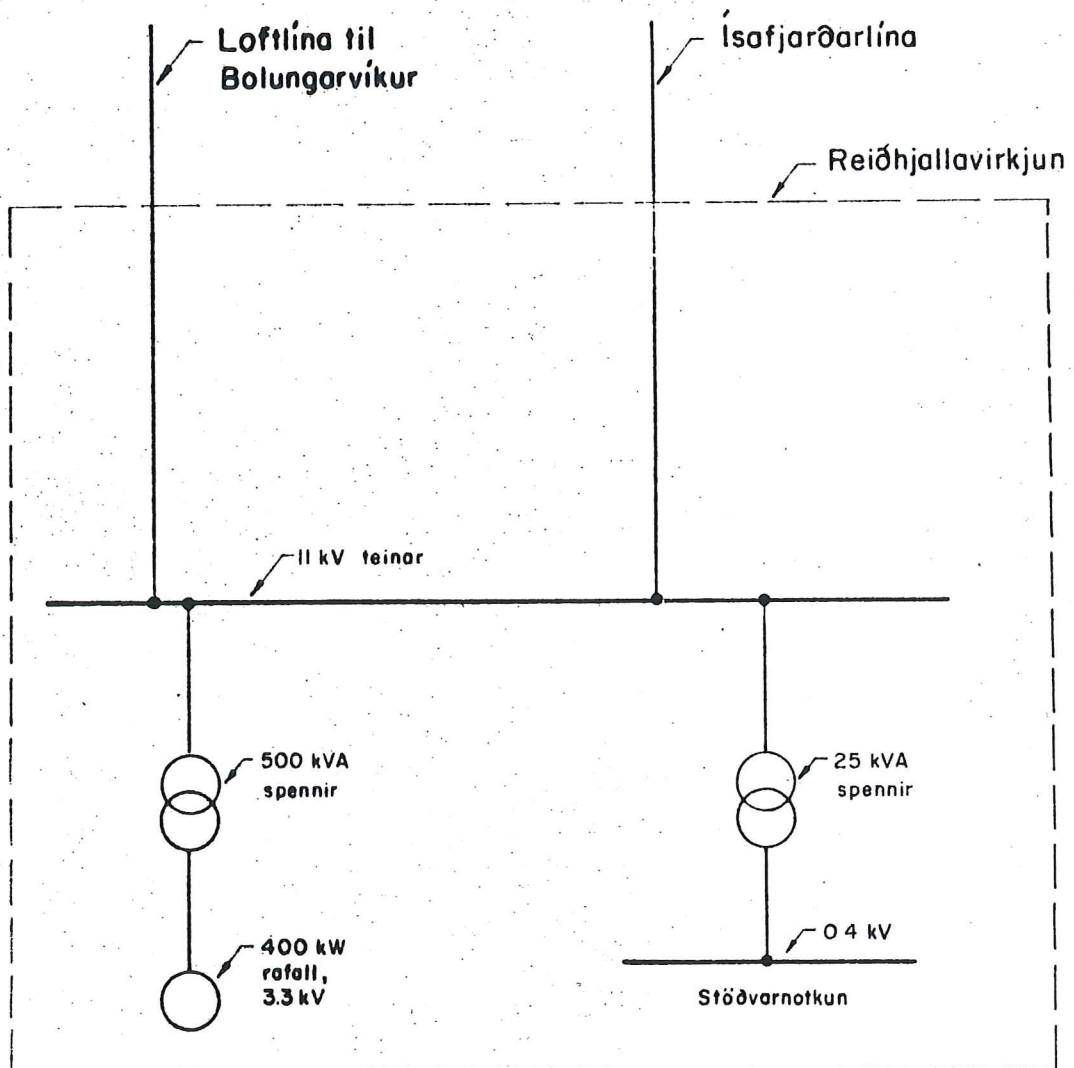 Loftlína til
Bolungarvíkur
Ísafjarðarlína
Reiðhjallavirkjun
11 kV teinar
500 kVA
spennir
25 kVA
spennir
400 kW
rafall,
3.3 kV
0 4 kV
Stöðvarnotkun